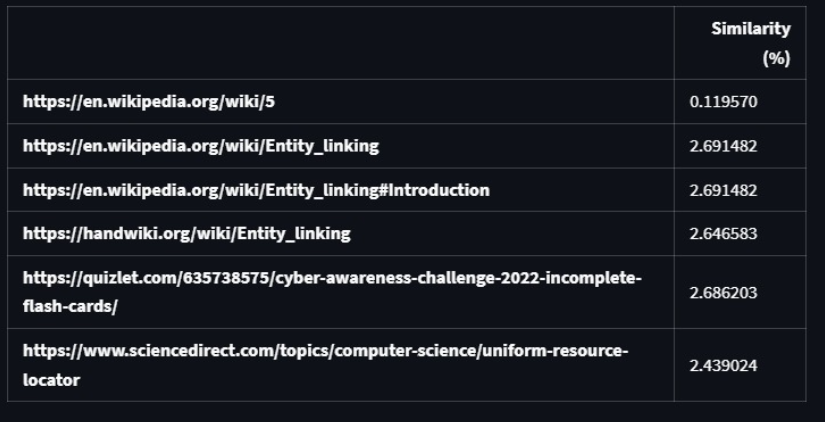 Similarity
(%)
https://en.wikipedia.org/wiki/5 0.119570
https://en.wikipedia.org/wiki/Entity_linking 2.691482
https://en.wikipedia.org/wiki/Entity_linking#Introduction 2.691482
https://handwiki.org/wiki/Entity_linking 2.646583
https://quizlet.com/635738575/cyber-awareness-challenge-2022-incomplete-
flash-cards/ 2.686203
https://www.sciencedirect.com/topics/computer-science/uniform-resource-
locator 2.439024